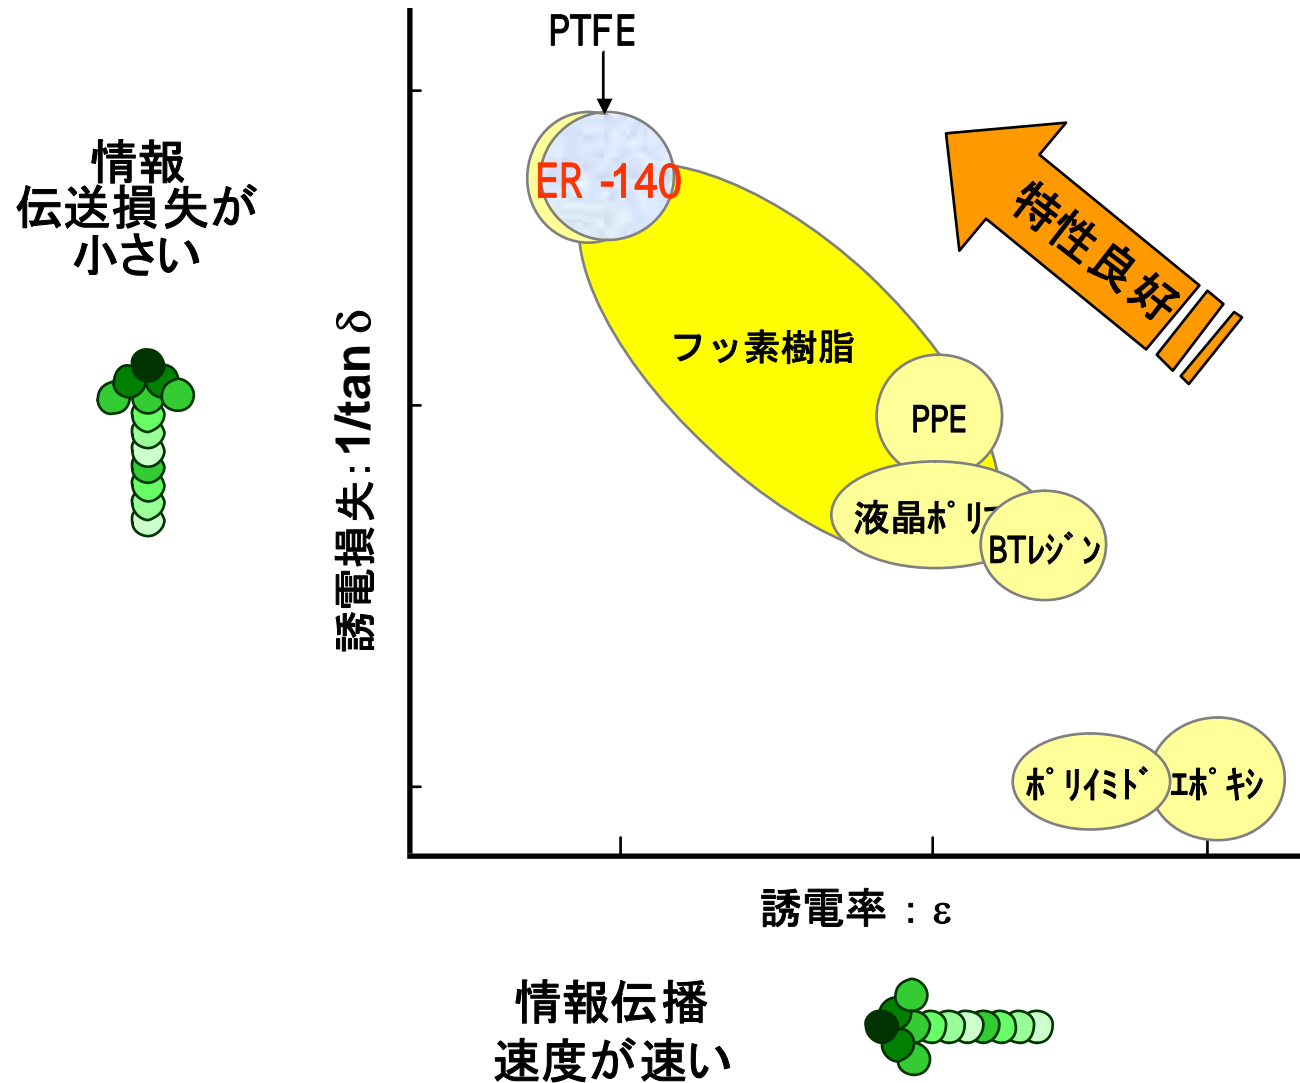 PTFE
情報
伝送損失が
小さい
ER -140
特性良好
フッ素樹脂
誘電損失：1/tan δ
PPE
液晶ﾎﾟﾘ
BTﾚｼﾞﾝ
ﾎﾟﾘｲﾐﾄﾞ
ｴﾎﾟｷｼ
誘電率：ε
情報伝播
速度が速い